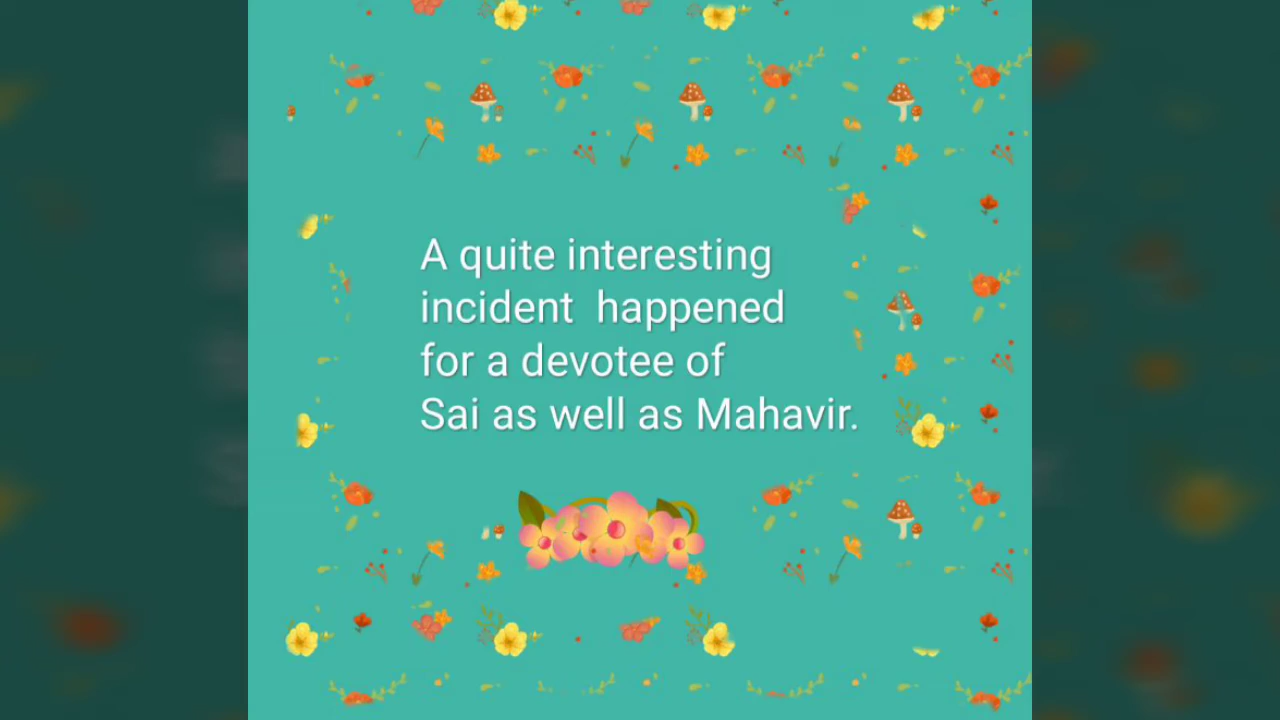 A quite interesting
incident  happened
for a devotee of
Sai as well as Mahavir.